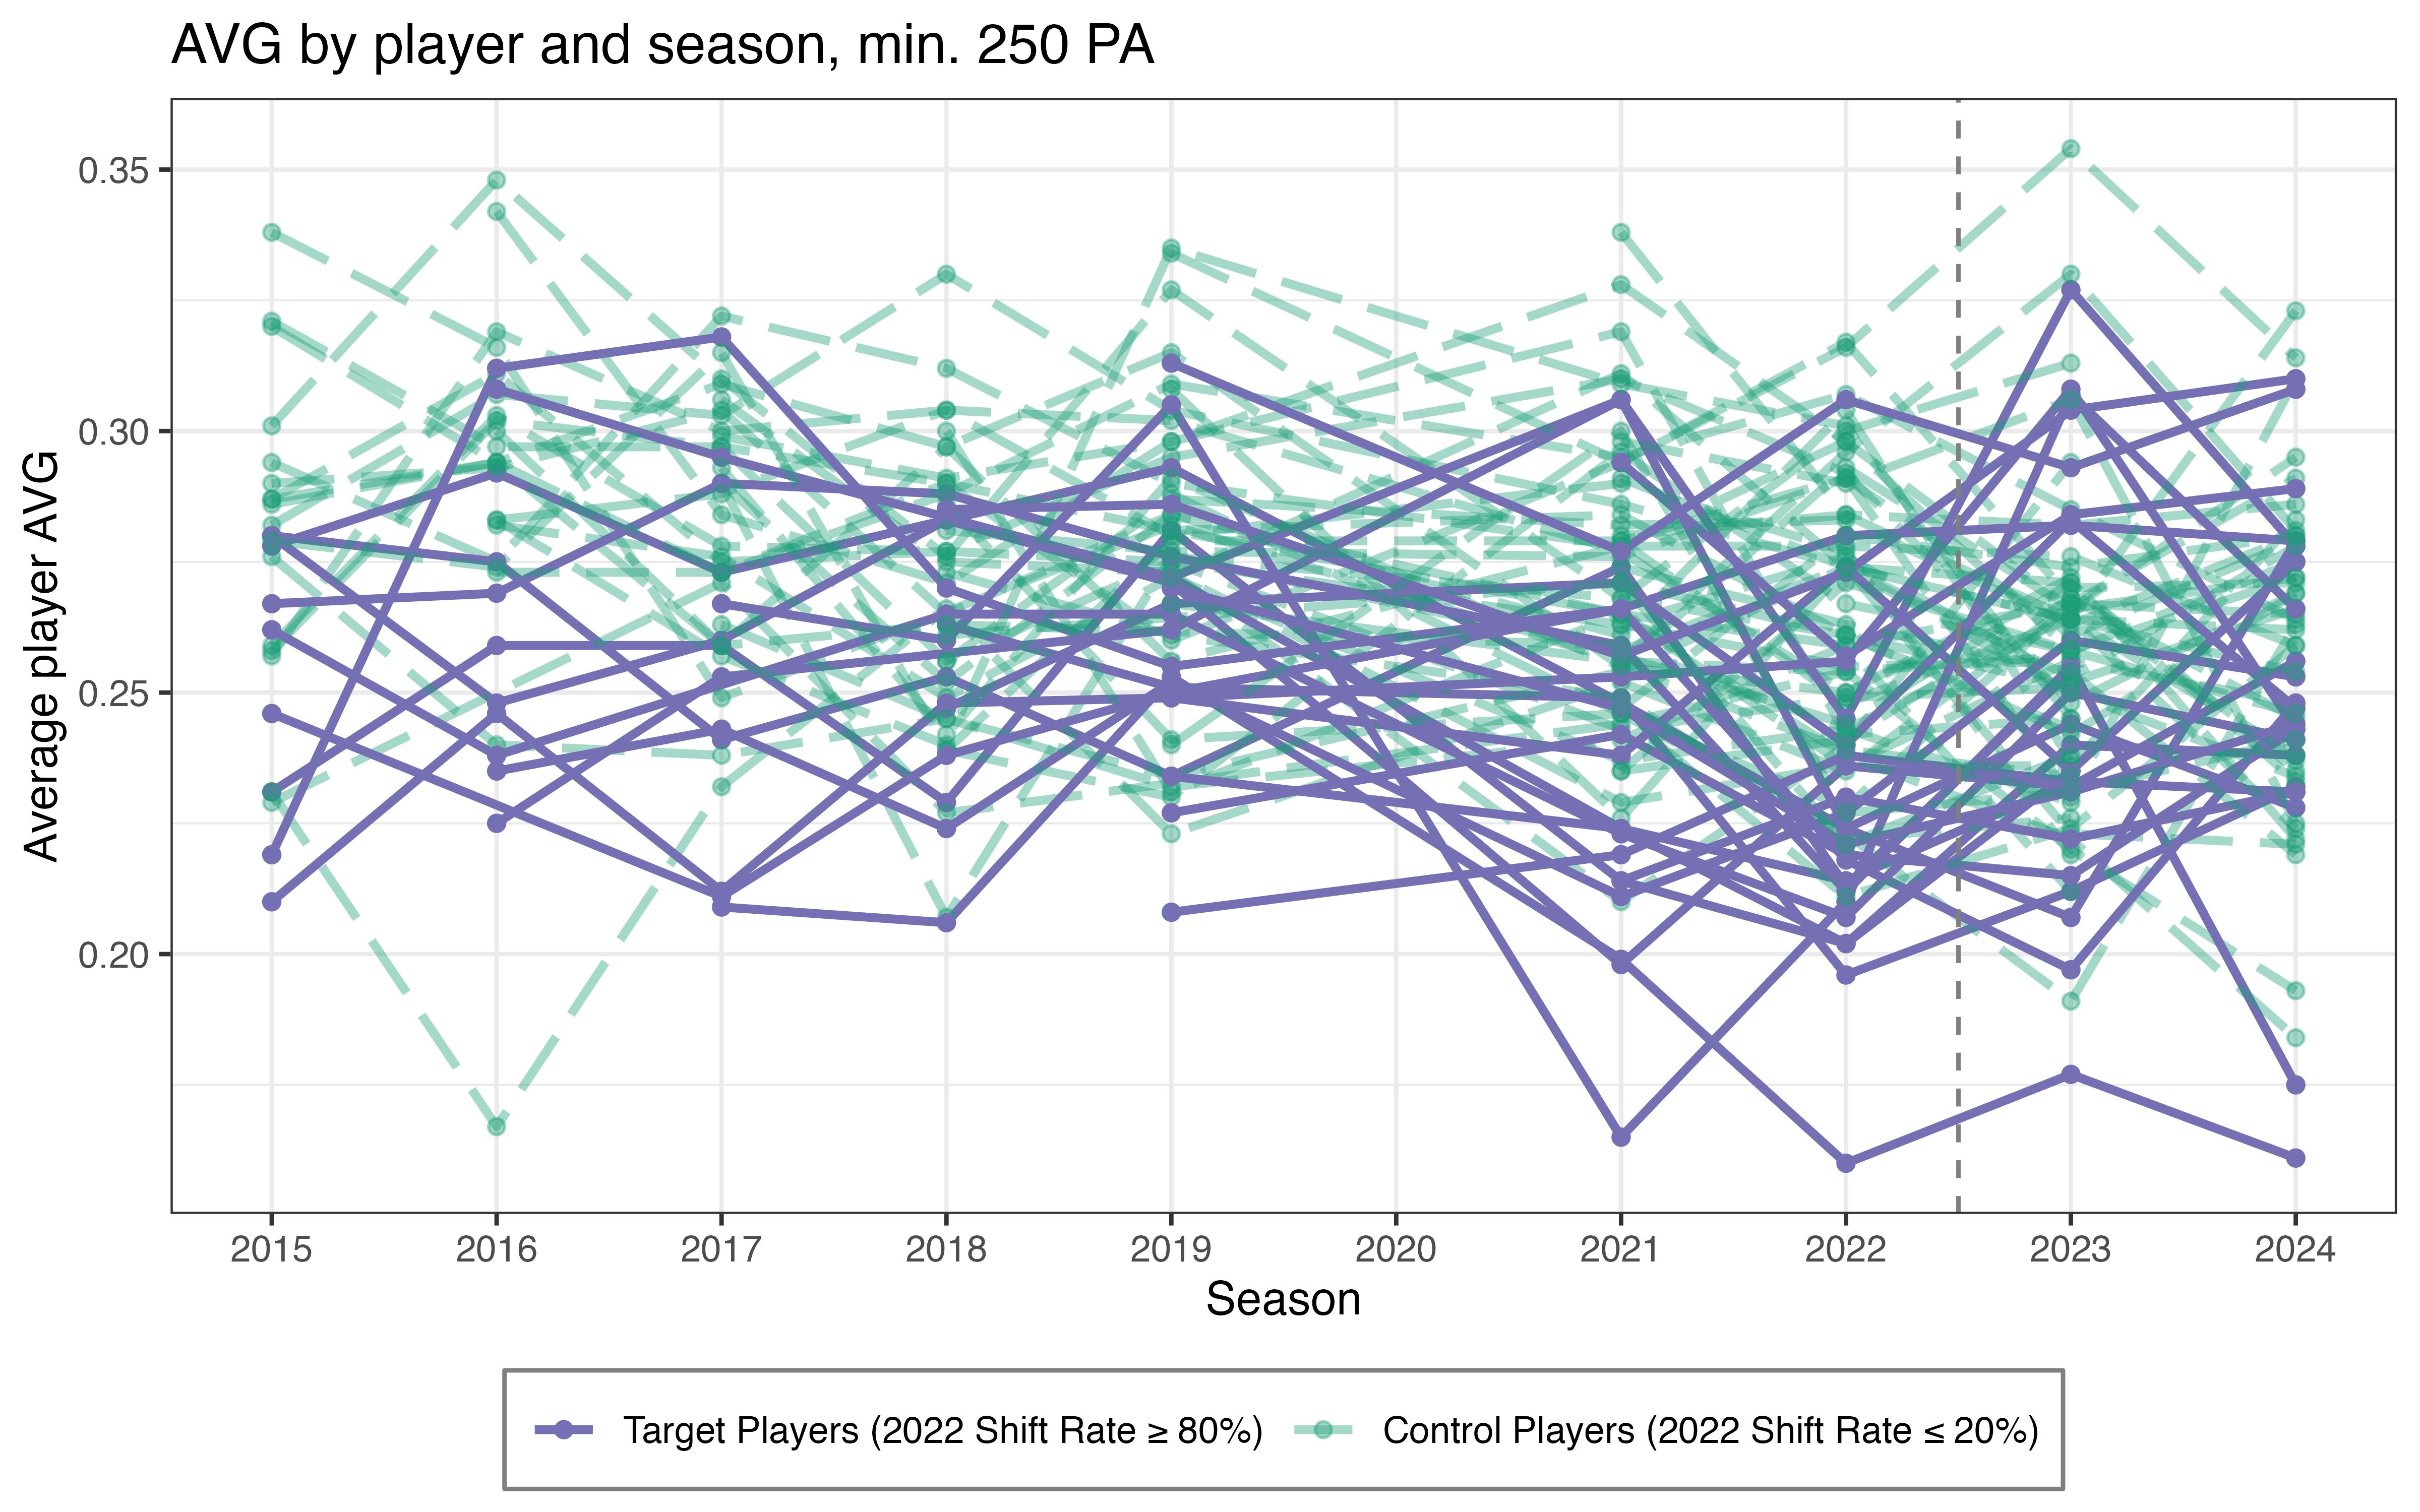 AVG by player and season, min. 250 PA
Average player AVG
0.35
0.30
0.25
0.20
2015 2016 2017 2018 2019 2020 2021 2022 2023 2024
Season
Target Players (2022 Shift Rate ≥ 80%) Control Players (2022 Shift Rate ≤ 20%)